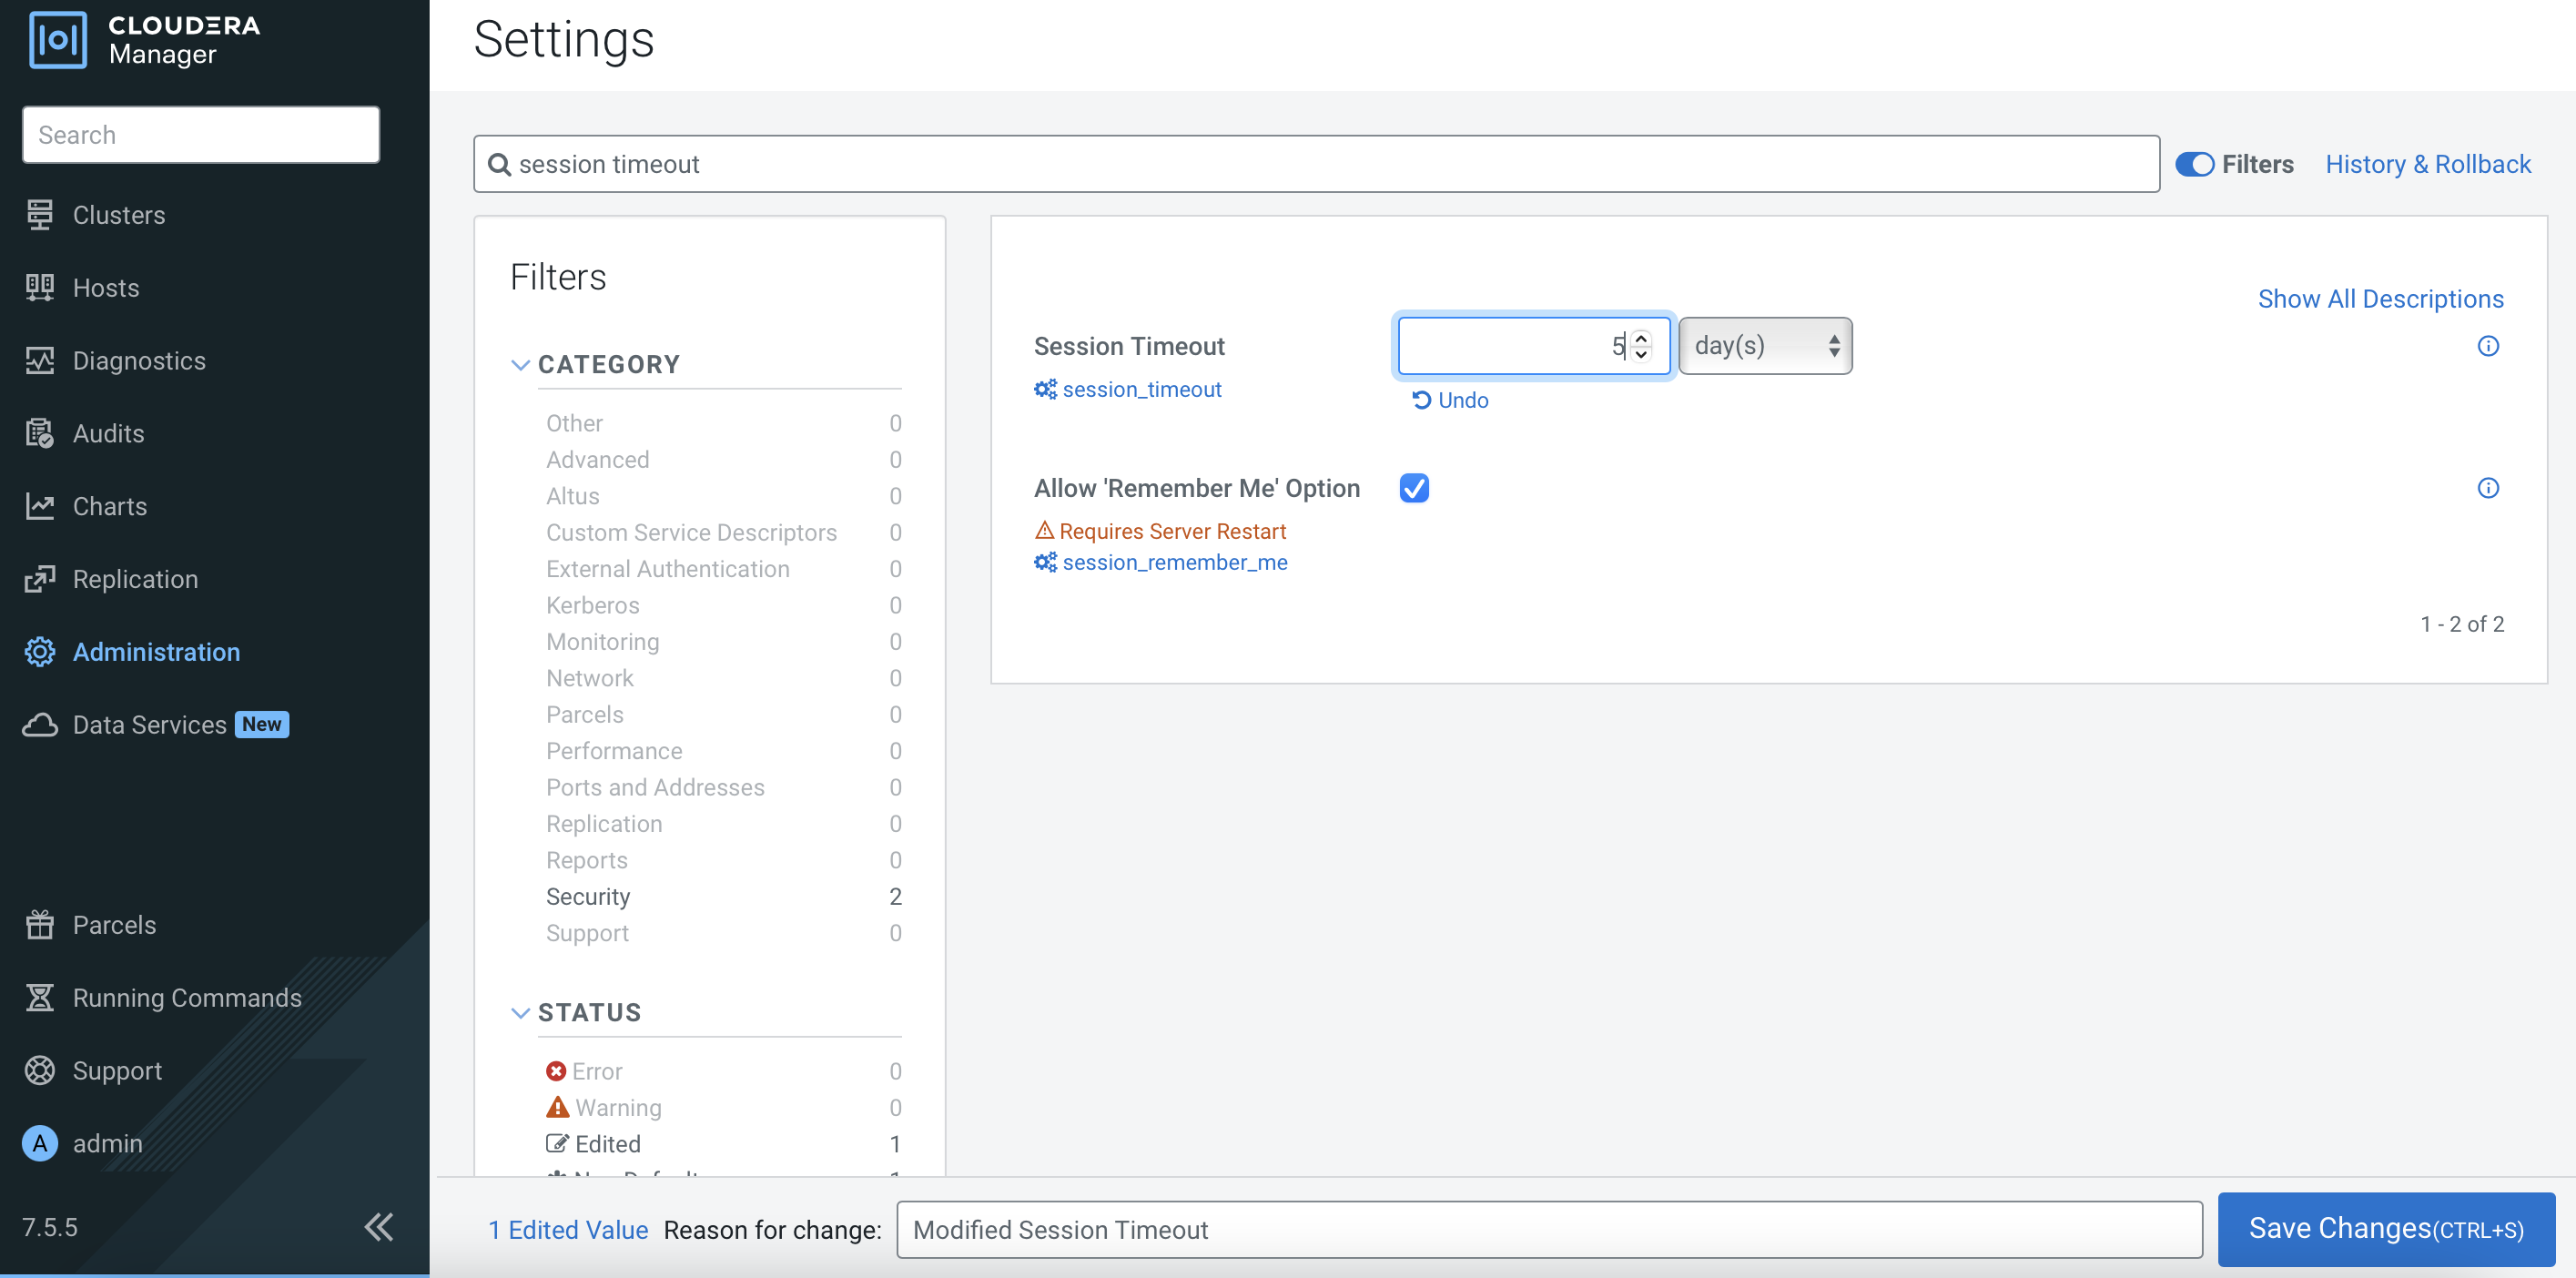 CLOUDERA
Manager
Search
Clusters
Hosts
Diagnostics
Audits
Charts
Replication
Administration
Data Services New
Parcels
Running Commands
Support
A admin
7.5.5
Settings
session timeout
Filters
History & Rollback
Filters
CATEGORY
Other 0
Advanced 0
Altus 0
Custom Service Descriptors 0
External Authentication 0
Kerberos 0
Monitoring 0
Network 0
Parcels 0
Performance 0
Ports and Addresses 0
Replication 0
Reports 0
Security 2
Support 0
STATUS
Error 0
Warning 0
Edited 1
Show All Descriptions
Session Timeout 5 day(s)
session_timeout
Undo
Allow 'Remember Me' Option
Requires Server Restart
session_remember_me
1 - 2 of 2
1 Edited Value Reason for change: Modified Session Timeout
Save Changes(CTRL+S)